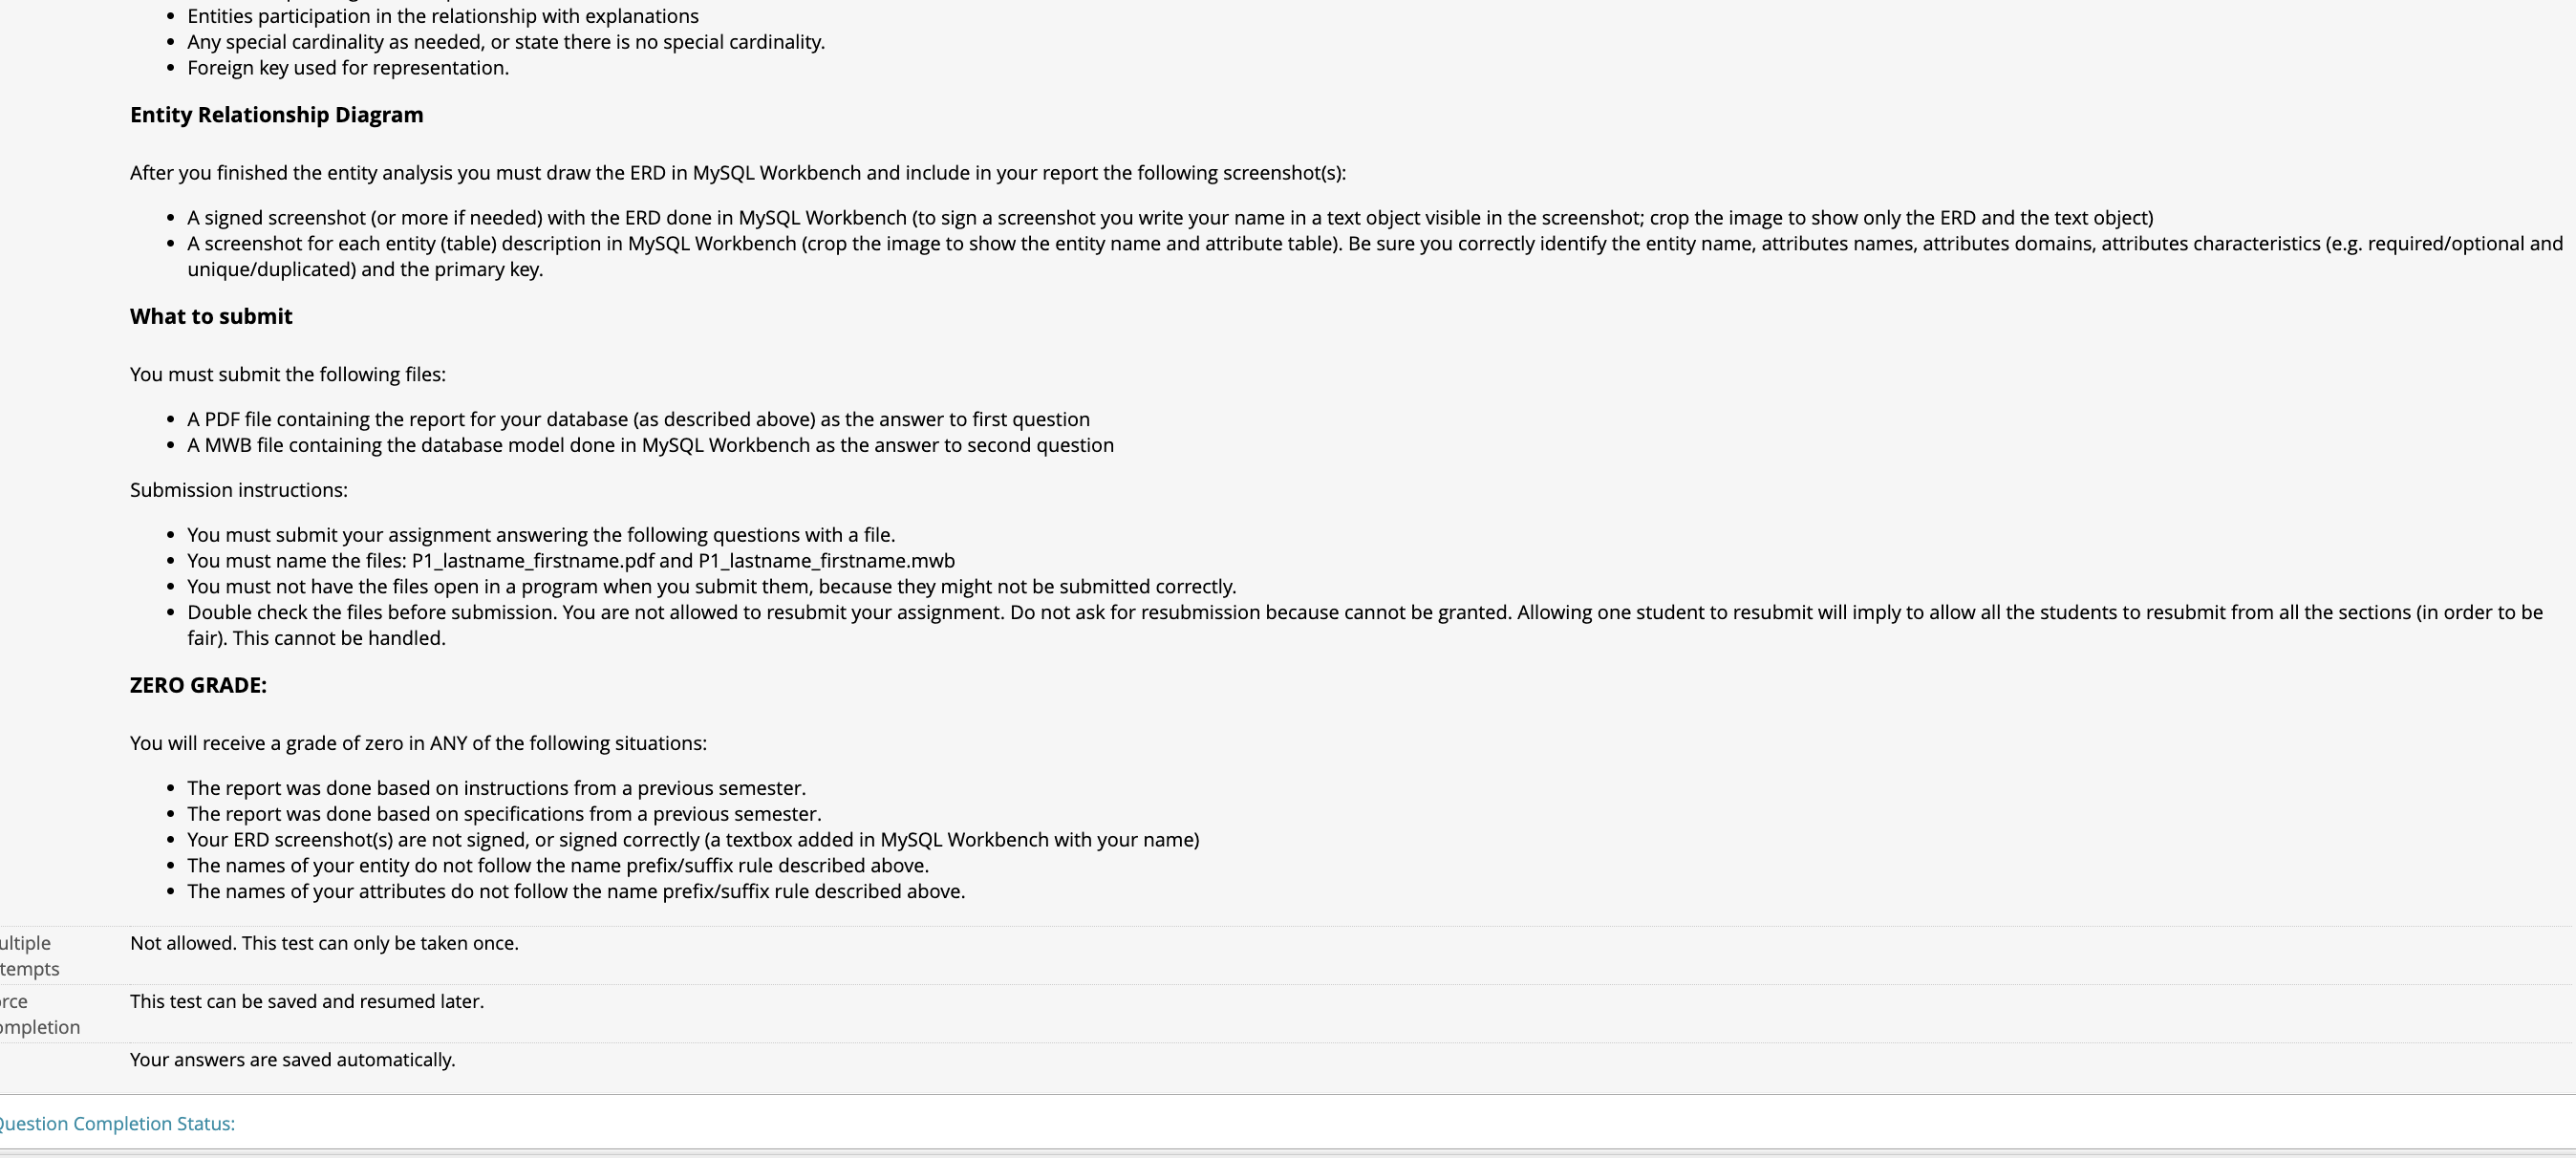 Entities participation in the relationship with explanations
Any special cardinality as needed, or state there is no special cardinality.
Foreign key used for representation.
Entity Relationship Diagram
After you finished the entity analysis you must draw the ERD in MySQL Workbench and include in your report the following screenshot(s):
A signed screenshot (or more if needed) with the ERD done in MySQL Workbench (to sign a screenshot you write your name in a text object visible in the screenshot; crop the image to show only the ERD and the text object)
A screenshot for each entity (table) description in MySQL Workbench (crop the image to show the entity name and attribute table). Be sure you correctly identify the entity name, attributes names, attributes domains, attributes characteristics (e.g. required/optional and
unique/duplicated) and the primary key.
What to submit
You must submit the following files:
A PDF file containing the report for your database (as described above) as the answer to first question
A MWB file containing the database model done in MySQL Workbench as the answer to second question
Submission instructions:
You must submit your assignment answering the following questions with a file.
You must name the files: P1_lastname_firstname.pdf and P1_lastname_firstname.mwb
You must not have the files open in a program when you submit them, because they might not be submitted correctly.
Double check the files before submission. You are not allowed to resubmit your assignment. Do not ask for resubmission because cannot be granted. Allowing one student to resubmit will imply to allow all the students to resubmit from all the sections (in order to be
fair). This cannot be handled.
ZERO GRADE:
You will receive a grade of zero in ANY of the following situations:
The report was done based on instructions from a previous semester.
The report was done based on specifications from a previous semester.
Your ERD screenshot(s) are not signed, or signed correctly (a textbox added in MySQL Workbench with your name)
The names of your entity do not follow the name prefix/suffix rule described above.
The names of your attributes do not follow the name prefix/suffix rule described above.
ultiple Not allowed. This test can only be taken once.
tempts
rce This test can be saved and resumed later.
ompletion
Your answers are saved automatically.
Question Completion Status: